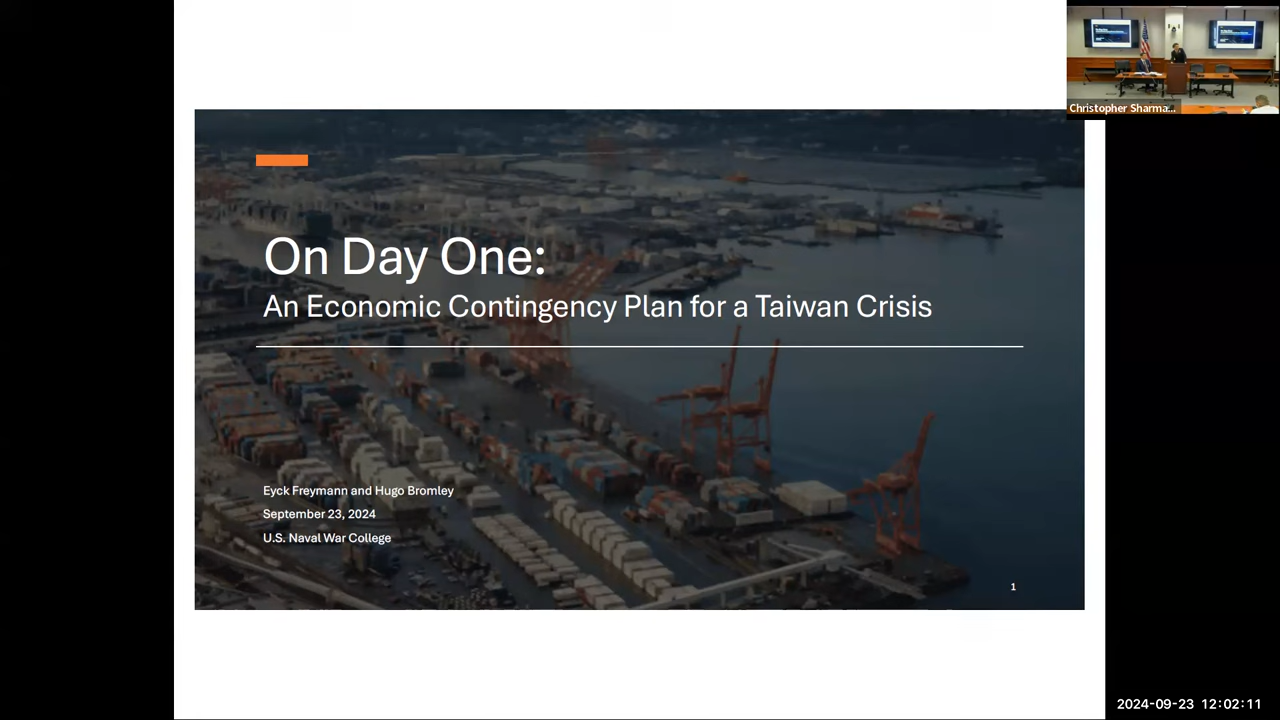 Christopher Sharma...
On Day One:
An Economic Contingency Plan for a Taiwan Crisis
Eyck Freymann and Hugo Bromley
September 23, 2024
U.S. Naval War College
1
2024-09-23 12:02:11